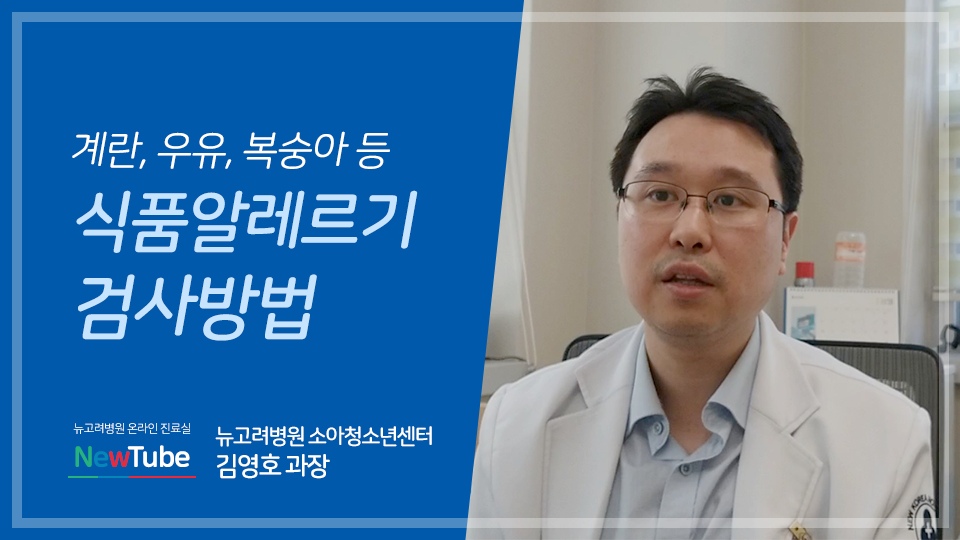 계란, 우유, 복숭아 등
식품알레르기
검사방법
뉴고려병원 온라인 진료실
NewTube
뉴고려병원 소아청소년센터
김영호 과장